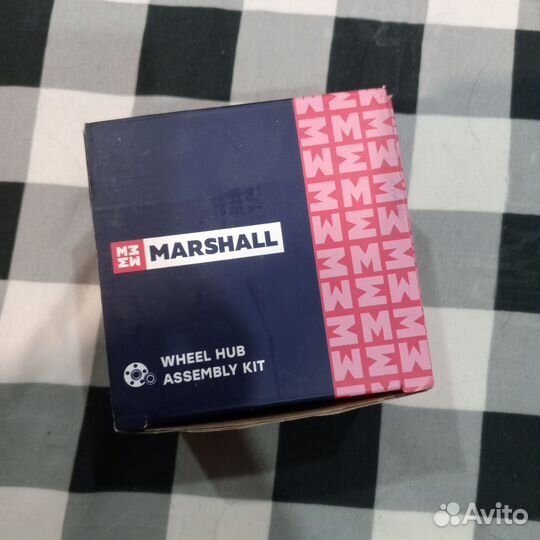 MARSHALL
WHEEL HUB
ASSEMBLY KIT
Avito